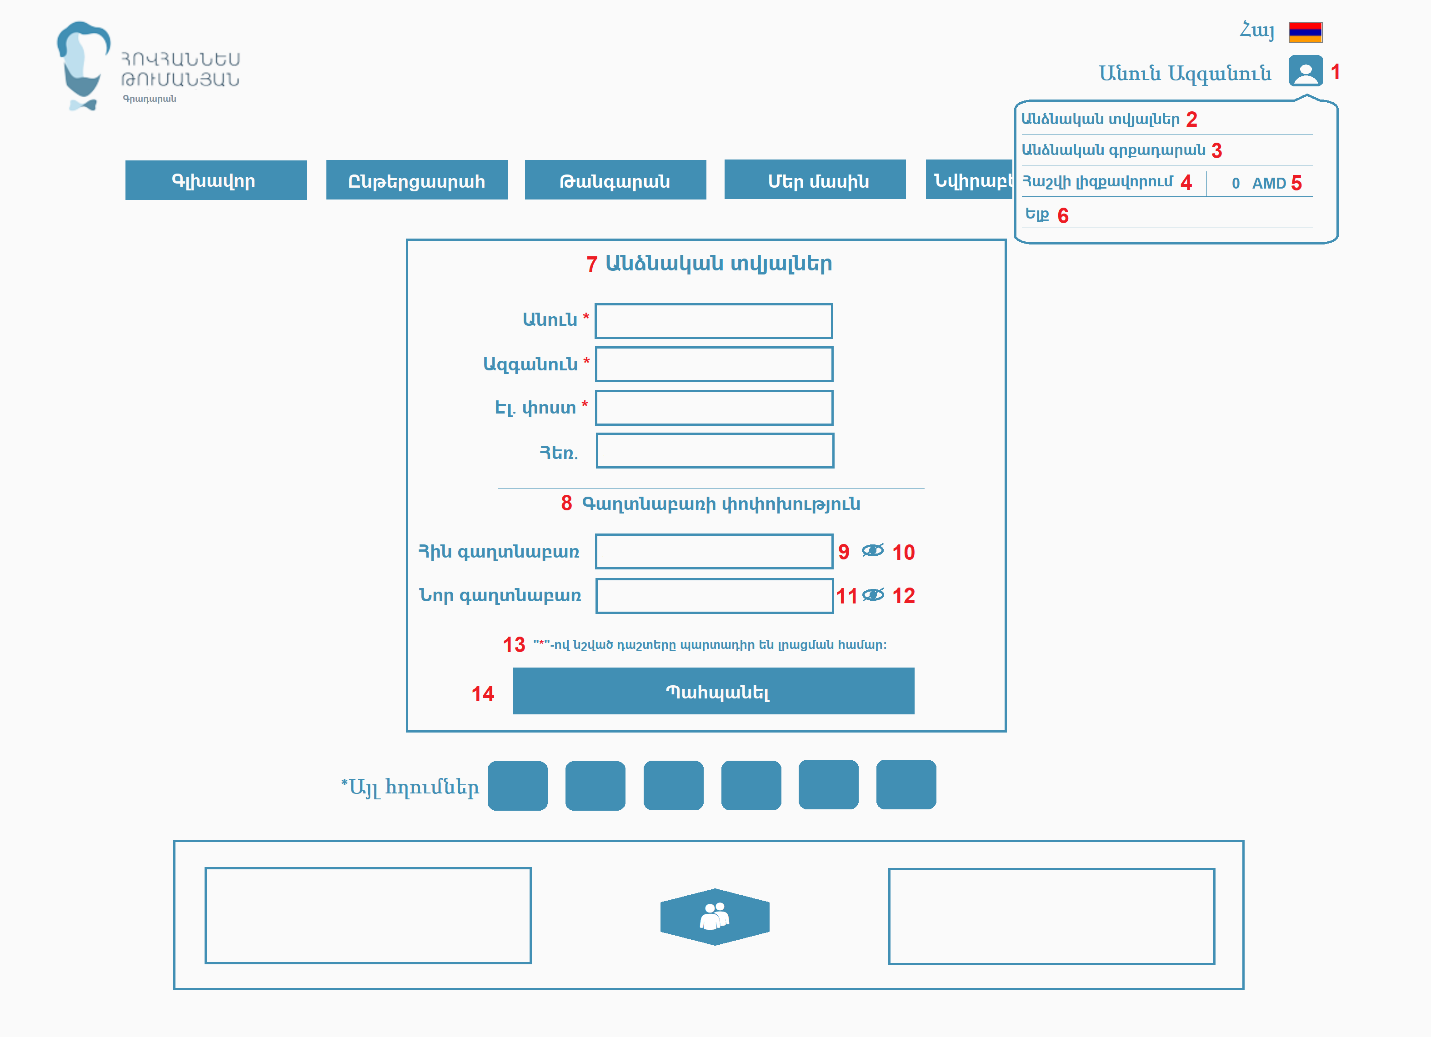 Հայ
ՀՈՎՀԱՆՆԵՍ
ԹՈՒՄԱՆՅԱՆ
Գրադարան
Անուն Ազգանուն 1
Անձնական տվյալներ 2
Անձնական գրքադարան 3
Հաշվի լիզքավորում 4 0 AMD 5
Ելք 6
Գլխավոր Ընթերցասրահ Թանգարան Մեր մասին Նվիրաբե
7 Անձնական տվյալներ
Անուն *
Ազգանուն *
Էլ. փոստ *
Հեռ.
8 Գաղտնաբառի փոփոխություն
Հին գաղտնաբառ 9 10
Նոր գաղտնաբառ 11 12
13 "*"-ով նշված դաշտերը պարտադիր են լրացման համար:
14 Պահպանել
*Այլ հղումներ